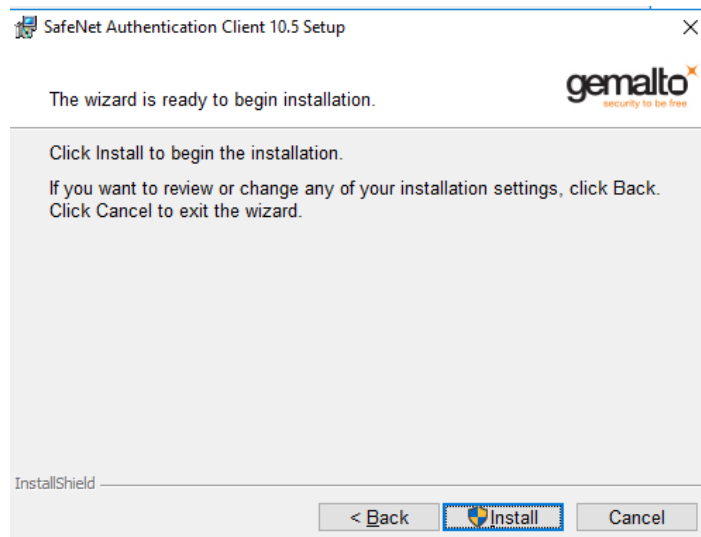 SafeNet Authentication Client 10.5 Setup
The wizard is ready to begin installation.
gemalto
security to be free
Click Install to begin the installation.
If you want to review or change any of your installation settings, click Back.
Click Cancel to exit the wizard.
InstallShield
< Back
Install
Cancel